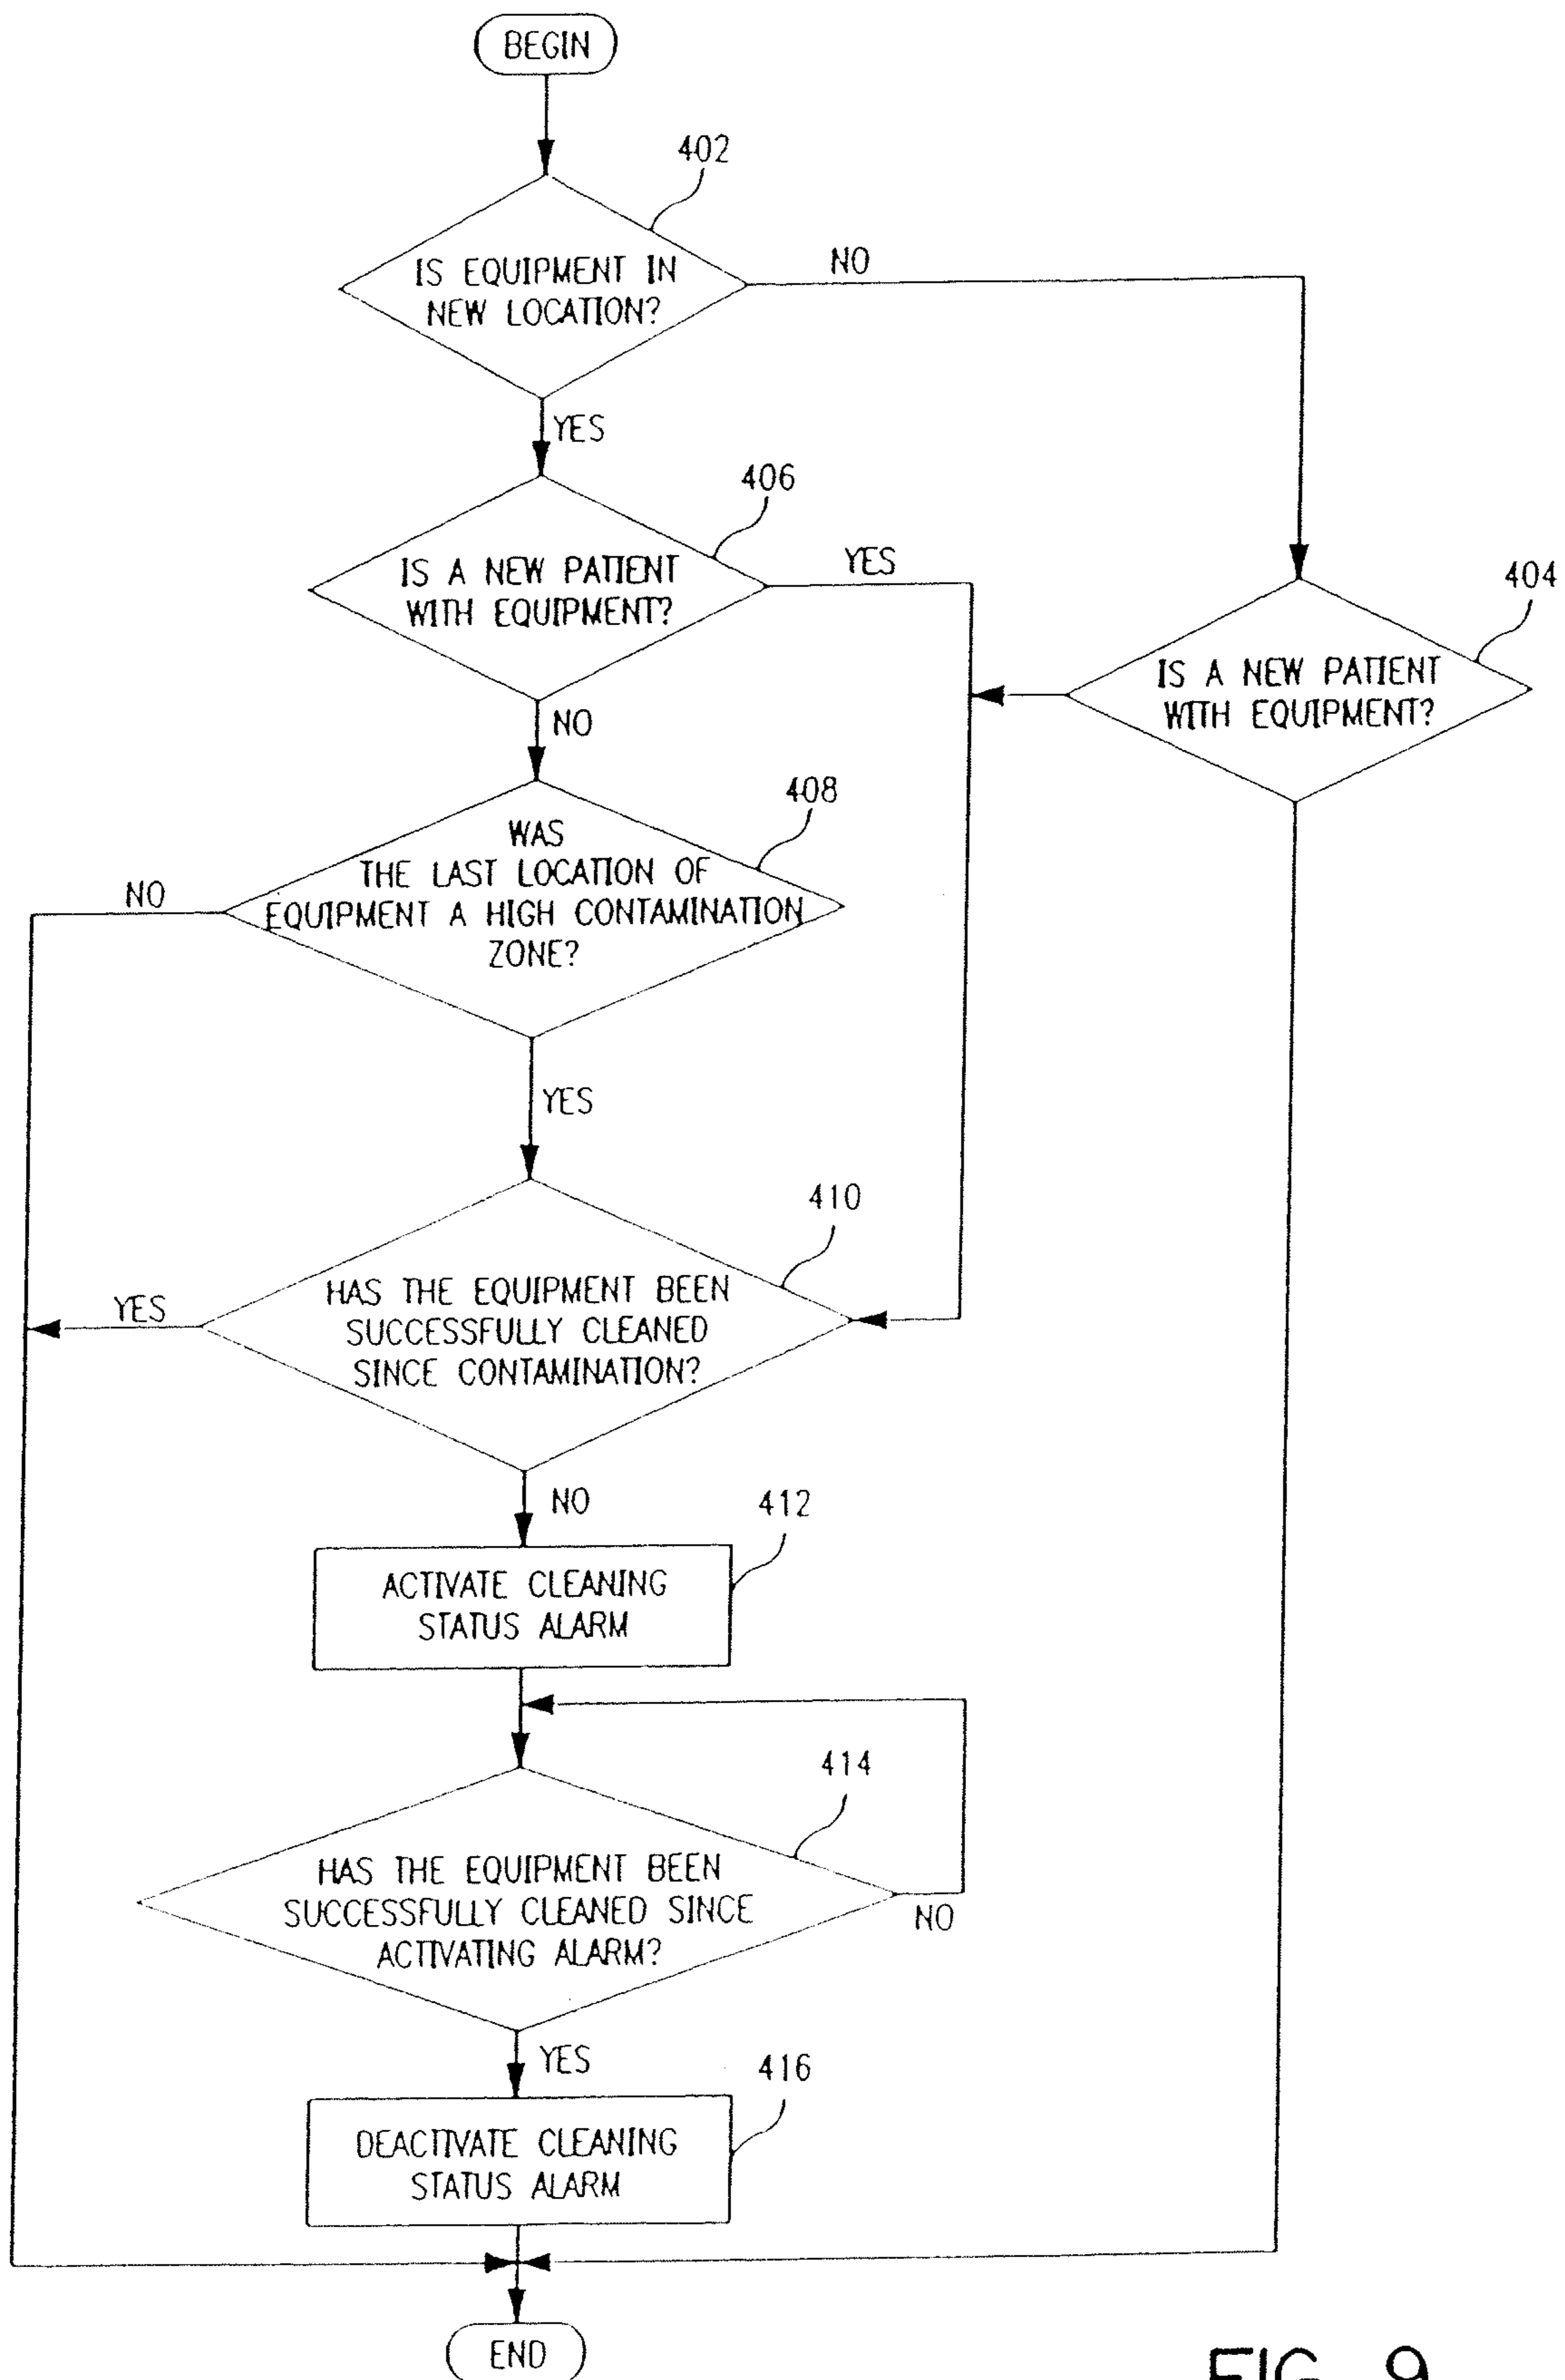 BEGIN
402
IS EQUIPMENT IN
NEW LOCATION?
NO
YES
406
IS A NEW PATIENT
WITH EQUIPMENT?
YES
404
IS A NEW PATIENT
WITH EQUIPMENT?
NO
408
WAS
THE LAST LOCATION OF
EQUIPMENT A HIGH CONTAMINATION
ZONE?
NO
YES
410
HAS THE EQUIPMENT BEEN
SUCCESSFULLY CLEANED
SINCE CONTAMINATION?
YES
NO
412
ACTIVATE CLEANING
STATUS ALARM
414
HAS THE EQUIPMENT BEEN
SUCCESSFULLY CLEANED SINCE
ACTIVATING ALARM?
NO
YES
416
DEACTIVATE CLEANING
STATUS ALARM
END
FIG. 9